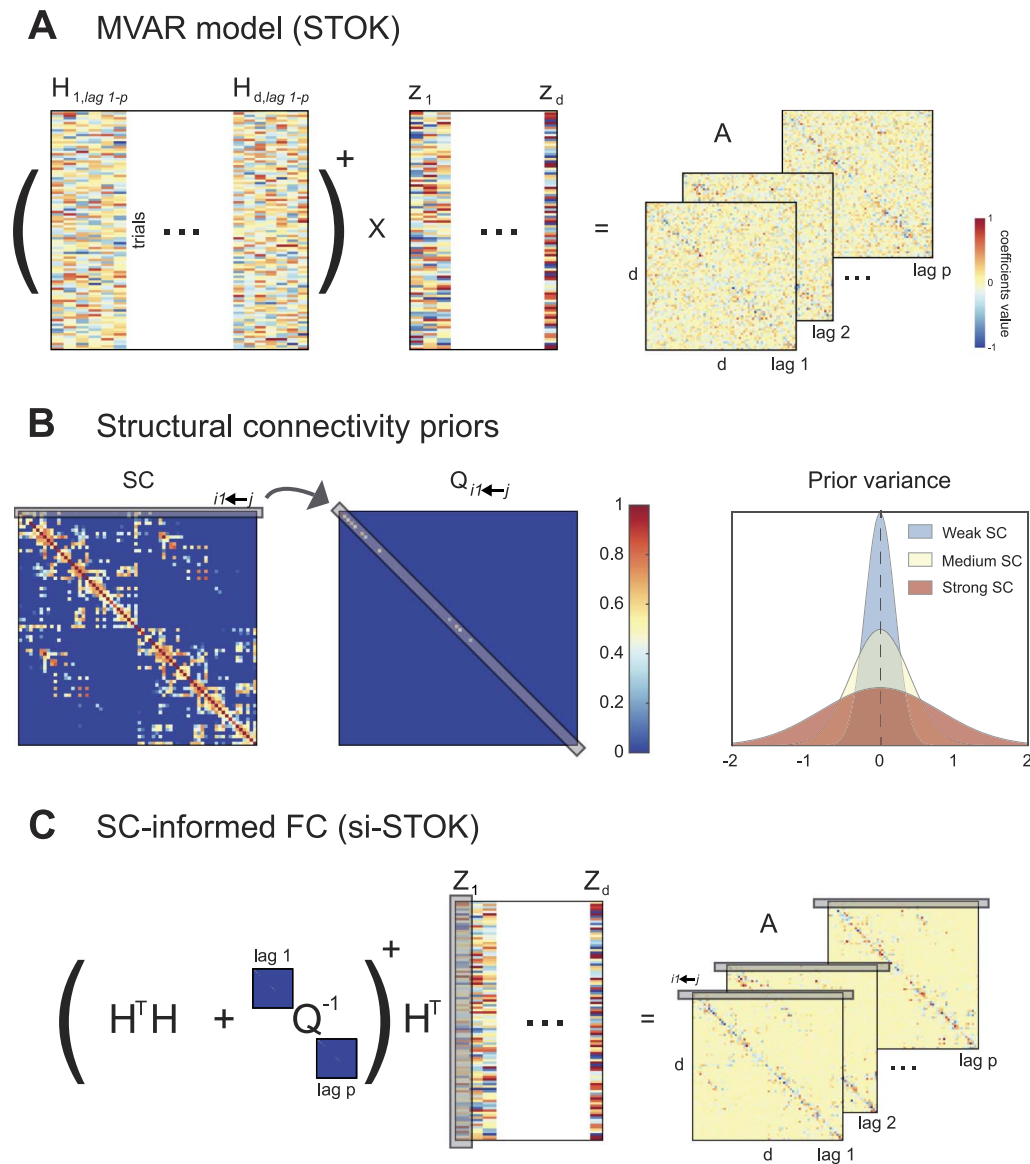 A MVAR model (STOK)
H1,lag 1-p
Hd,lag 1-p
z1
zd
( trials ... )+ X ... =
A
d
d
lag 1
lag 2
...
lag p
1
0
-1
coefficients value
B Structural connectivity priors
SC
i1←j
Qi1←j
1
0.8
0.6
0.4
0.2
0
Prior variance
Weak SC
Medium SC
Strong SC
-2 -1 0 1 2
C SC-informed FC (si-STOK)
Z1
Zd
lag 1
( HTH + Q-1 )+ HT ... =
lag p
A
i1←j
d
d
lag 1
lag 2
...
lag p